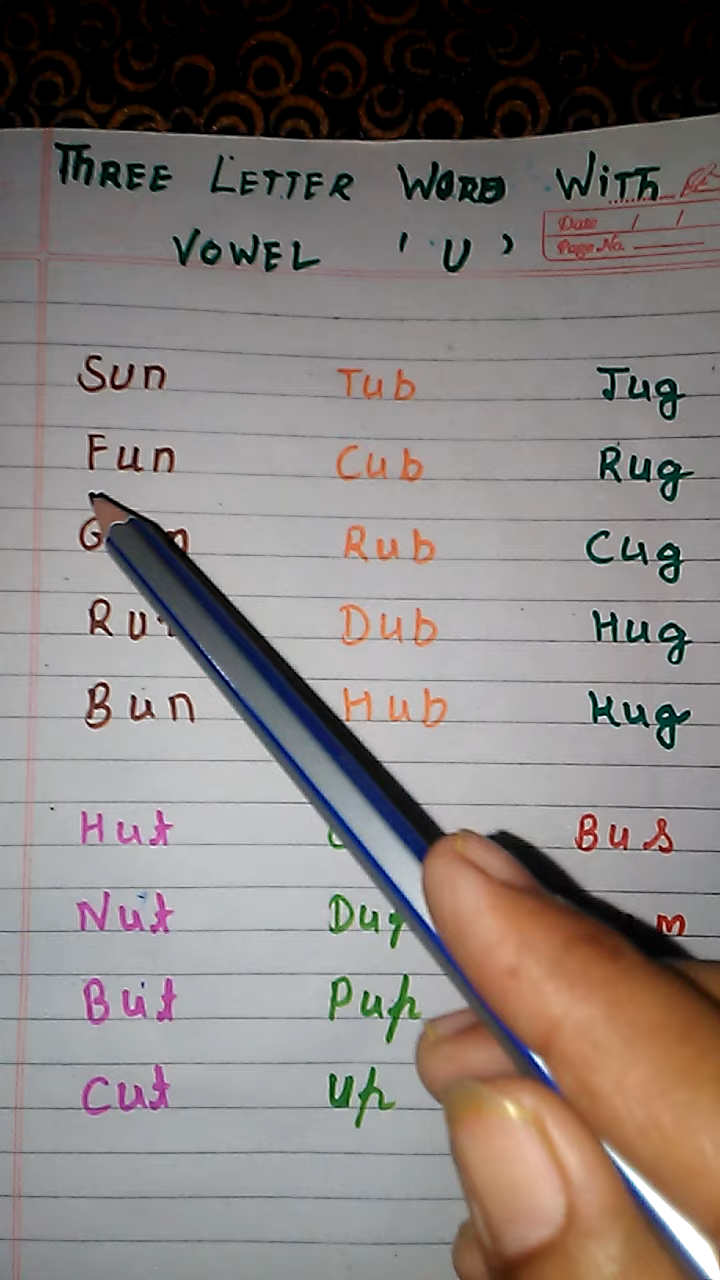 THREE LETTER WORD WITH
VOWEL 'U'
Date / /
Page No.
Sun Tub Jug
Fun Cub Rug
Rub Cug
Dub Hug
Bun Hub Hug
Hut Bus
Nut
But Pup
Cut Up